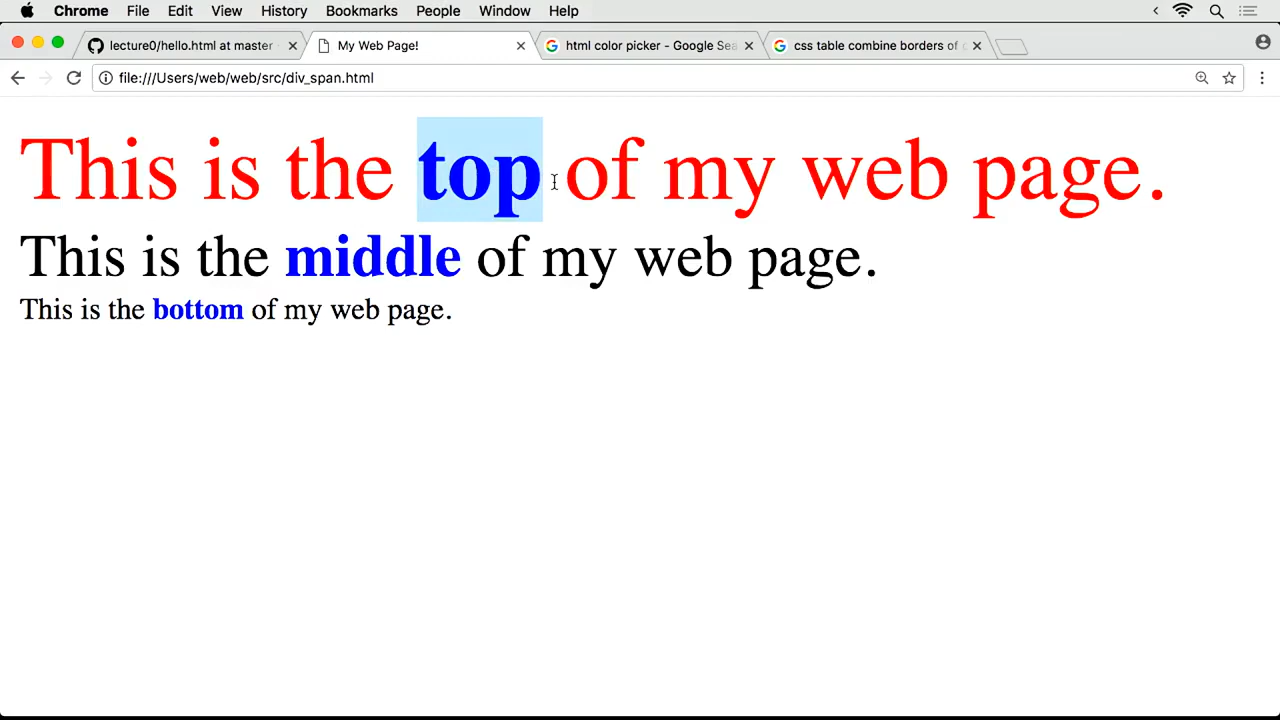 Chrome File Edit View History Bookmarks People Window Help
lecture0/hello.html at master My Web Page! html color picker - Google Sea css table combine borders of
file:///Users/web/web/src/div_span.html
This is the top of my web page.
This is the middle of my web page.
This is the bottom of my web page.